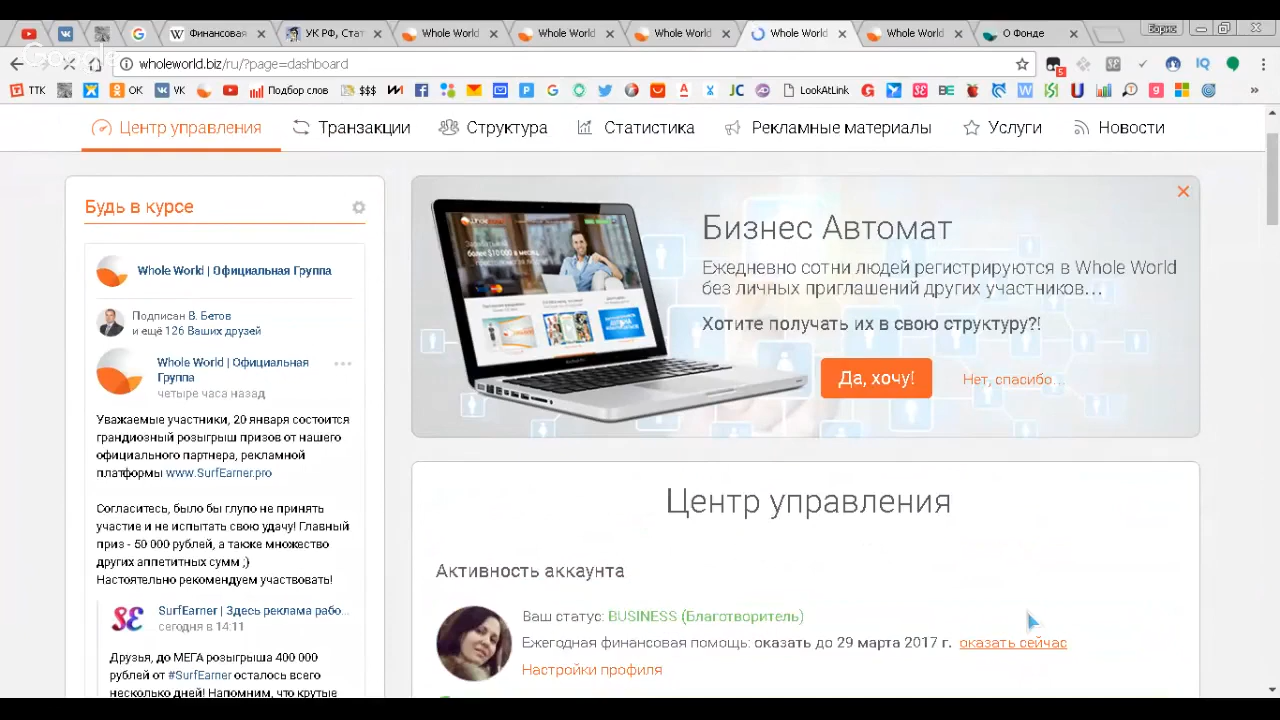 Финансовая
УК РФ, Стат
Whole World
Whole World
Whole World
Whole World
Whole World
О Фонде
Борис
Google
wholeworld.biz/ru/?page=dashboard
5
ТТК
ОК
VK
Подбор слов
$$$
LookAtLink
Центр управления
Транзакции
Структура
Статистика
Рекламные материалы
Услуги
Новости
Будь в курсе
Whole World | Официальная Группа
Подписан В. Бетов
и ещё 126 Ваших друзей
Whole World | Официальная
Группа
четыре часа назад
Уважаемые участники, 20 января состоится
грандиозный розыгрыш призов от нашего
официального партнера, рекламной
платформы www.SurfEarner.pro
Согласитесь, было бы глупо не принять
участие и не испытать свою удачу! Главный
приз - 50 000 рублей, а также множество
других аппетитных сумм ;)
Настоятельно рекомендуем участвовать!
SurfEarner | Здесь реклама рабо...
сегодня в 14:11
Друзья, до МЕГА розыгрыша 400 000
рублей от #SurfEarner осталось всего
несколько дней! Напомним, что крутые
Бизнес Автомат
Ежедневно сотни людей регистрируются в Whole World
без личных приглашений других участников...
Хотите получать их в свою структуру?!
Да, хочу!
Нет, спасибо...
Центр управления
Активность аккаунта
Ваш статус: BUSINESS (Благотворитель)
Ежегодная финансовая помощь: оказать до 29 марта 2017 г. оказать сейчас
Настройки профиля